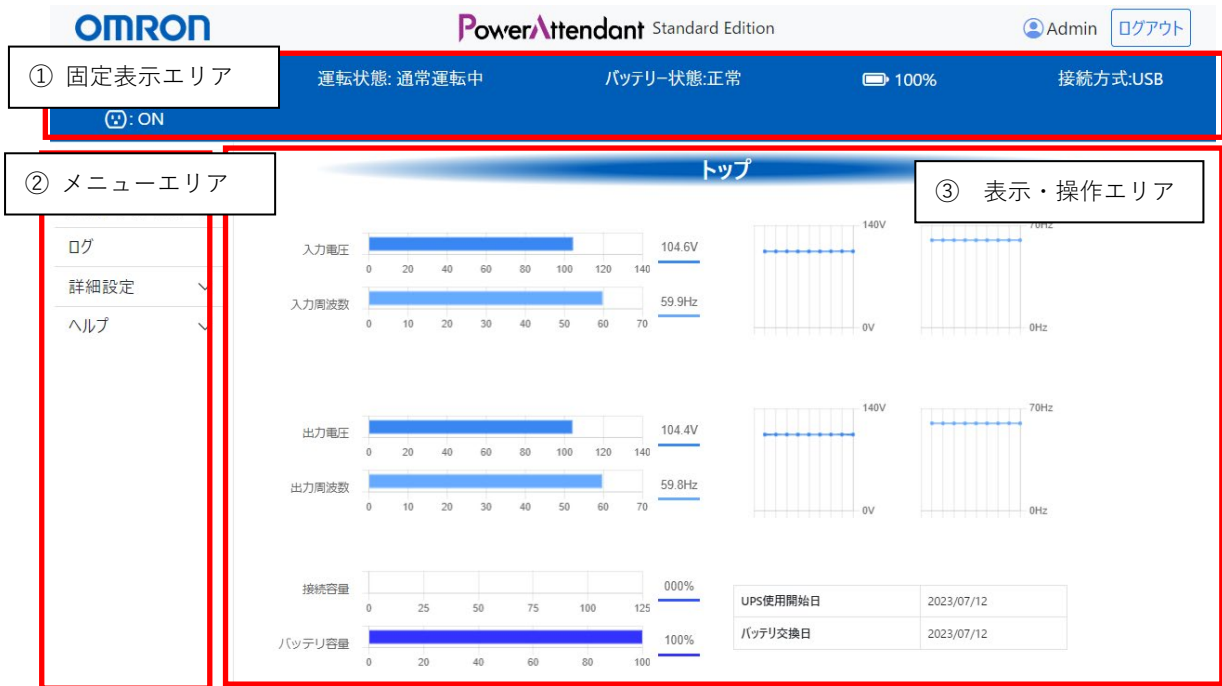 OMRON
PowerAttendant Standard Edition
Admin
ログアウト
① 固定表示エリア
運転状態: 通常運転中
バッテリー状態:正常
100%
接続方式:USB
: ON
② メニューエリア
トップ
③ 表示・操作エリア
ログ
詳細設定
ヘルプ
入力電圧
104.6V
0 20 40 60 80 100 120 140
入力周波数
59.9Hz
0 10 20 30 40 50 60 70
140V
0V
70Hz
0Hz
出力電圧
104.4V
0 20 40 60 80 100 120 140
出力周波数
59.8Hz
0 10 20 30 40 50 60 70
140V
0V
70Hz
0Hz
接続容量
000%
0 25 50 75 100 125
バッテリ容量
100%
0 20 40 60 80 100
UPS使用開始日 2023/07/12
バッテリ交換日 2023/07/12